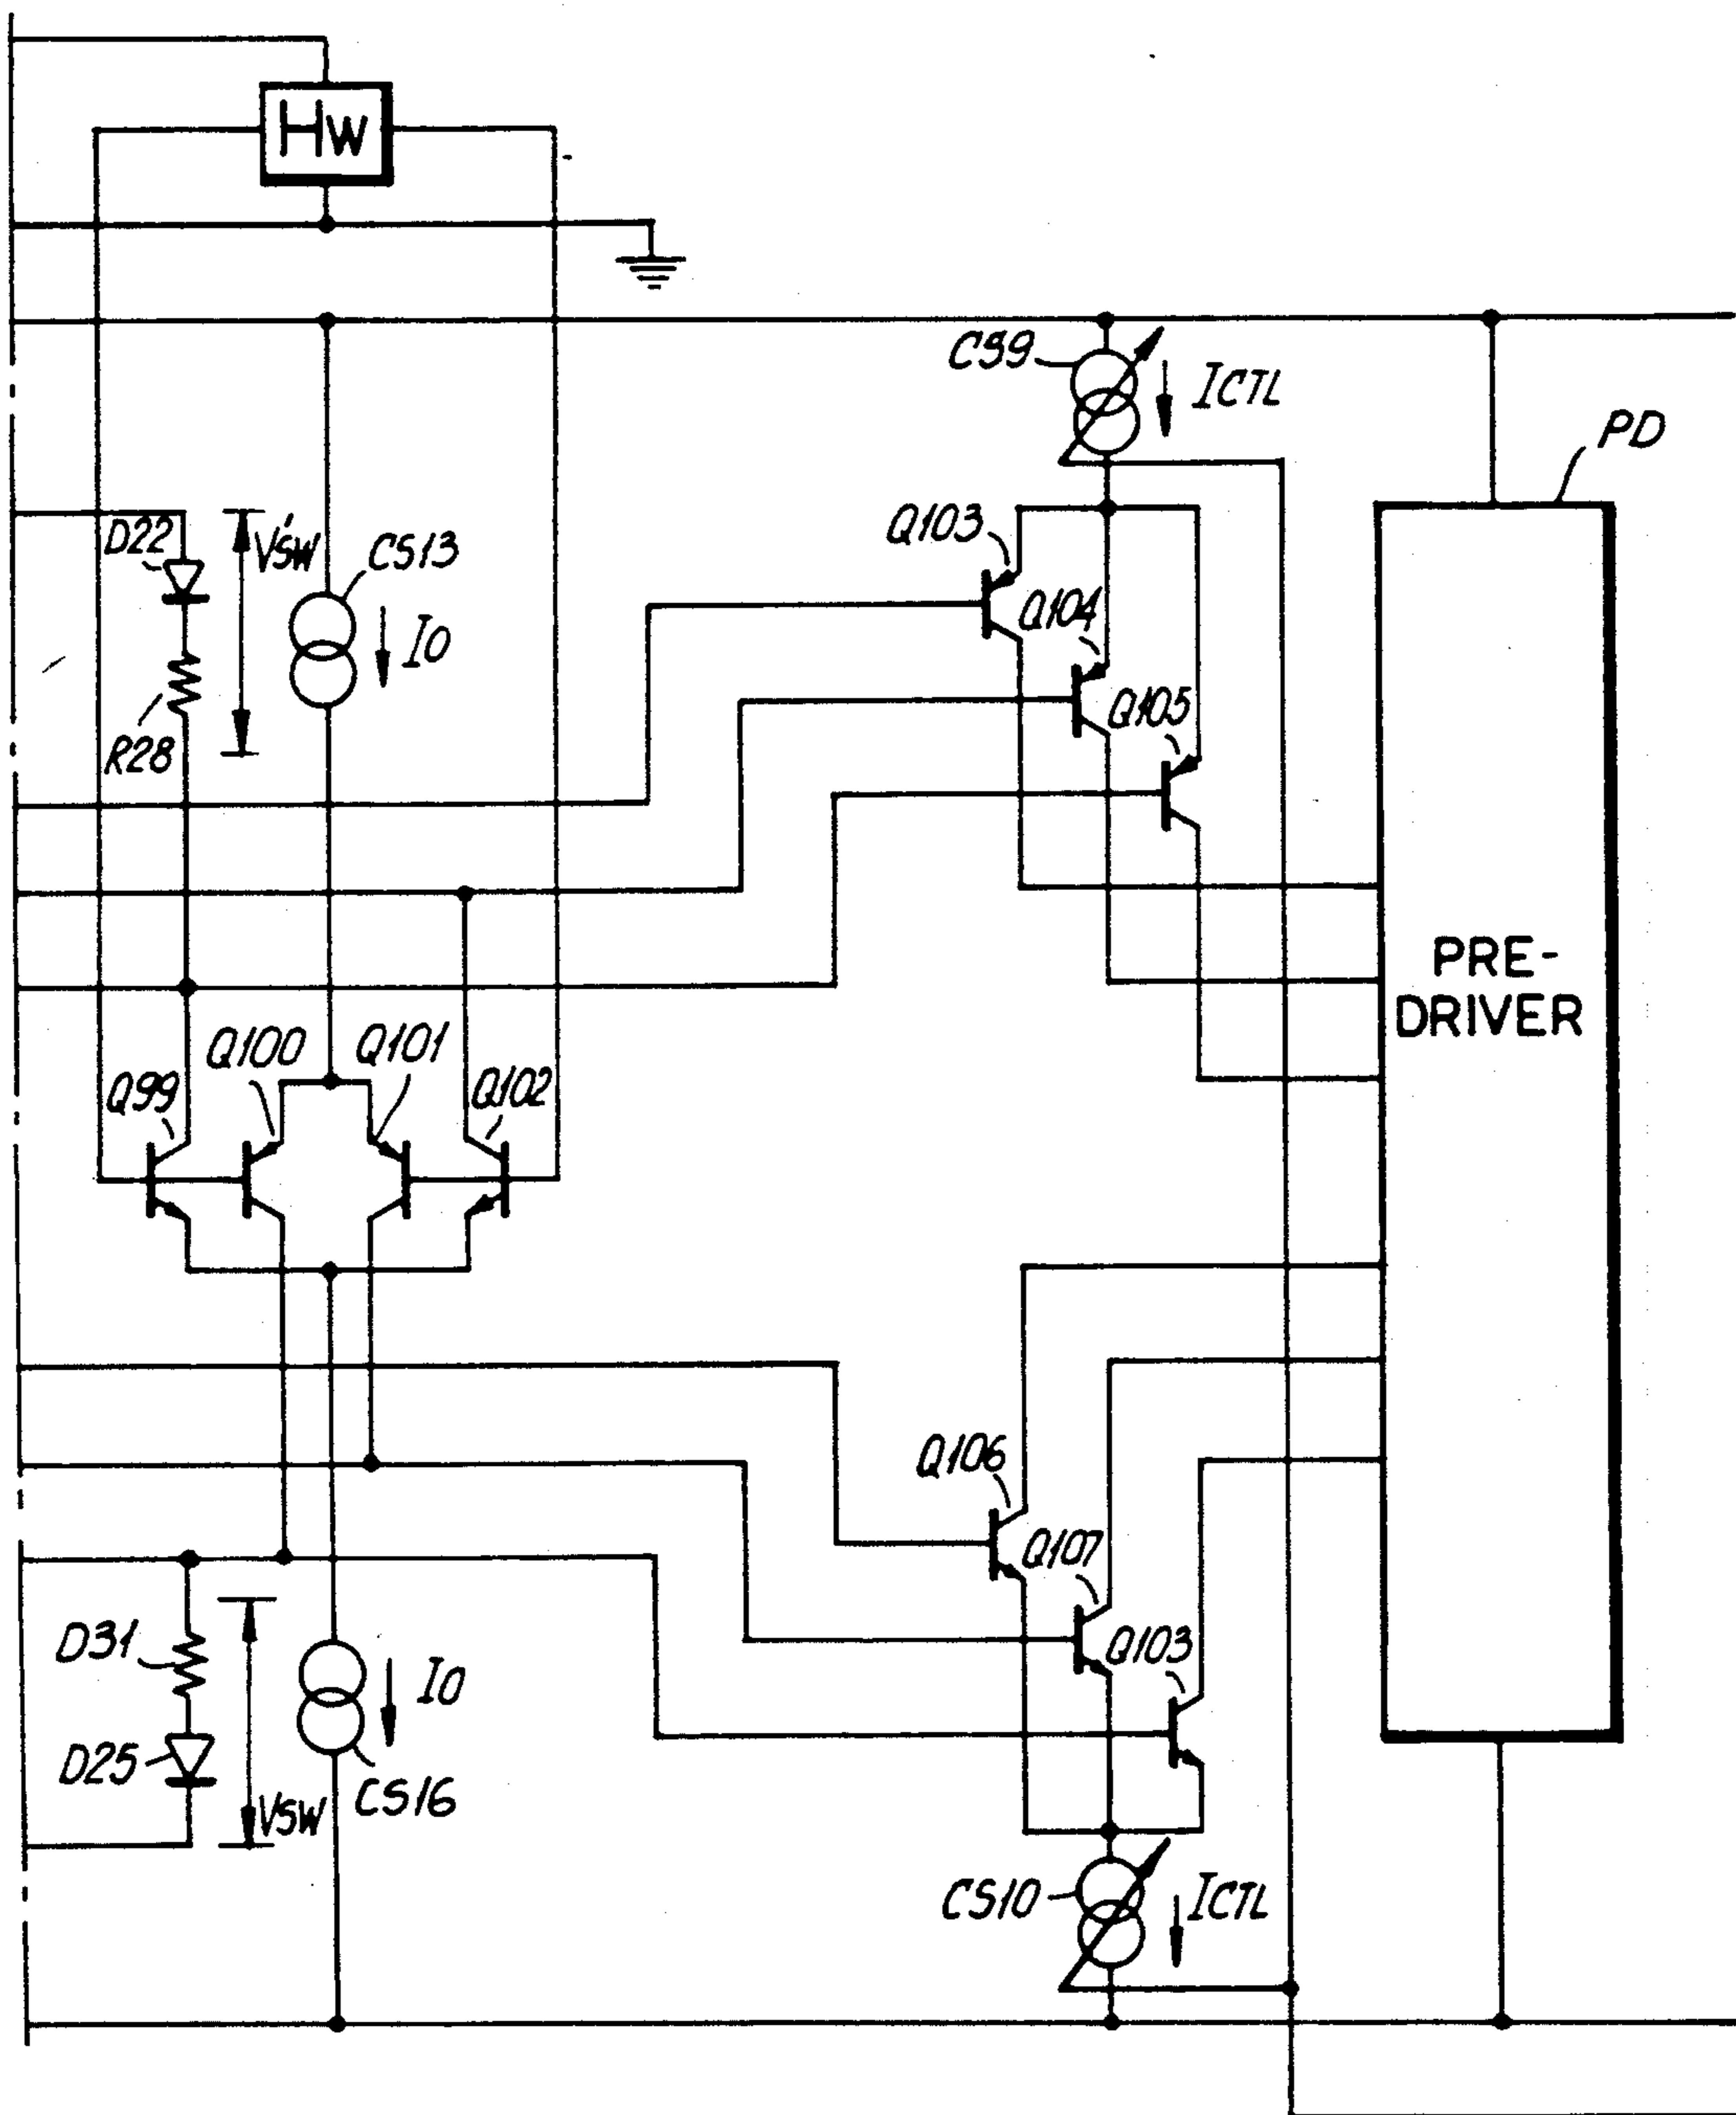 HW
CS9
ICTL
PD
D22
V'SW
CS13
Q103
Q104
IO
Q105
R28
PRE-
DRIVER
Q100
Q101
Q99
Q102
Q106
Q107
D31
IO
Q103
D25
VSW
CS16
CS10
ICTL